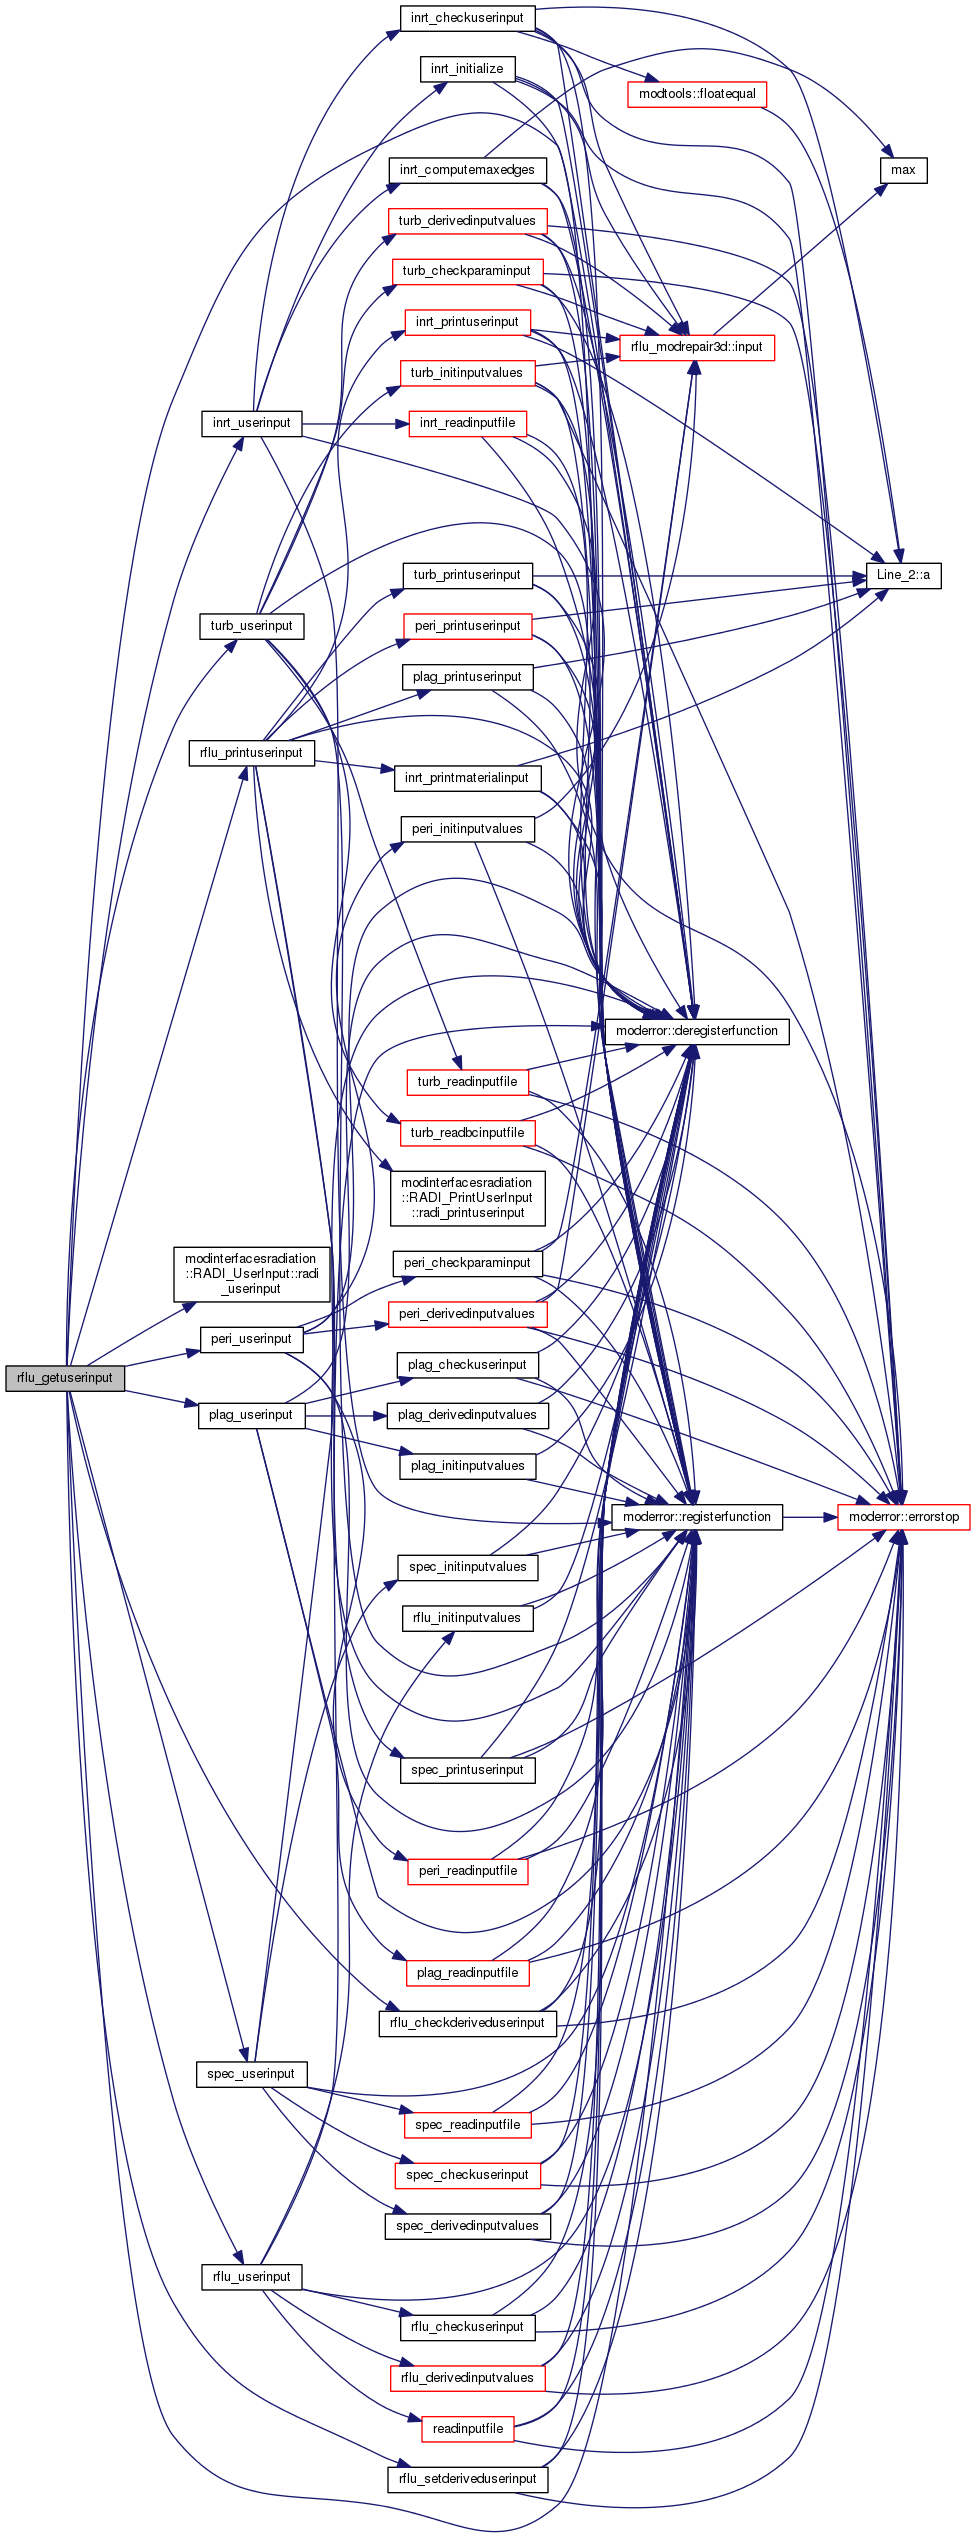 inrt_checkuserinput
inrt_initialize
modtools::floatequal
inrt_computemaxedges
max
turb_derivedinputvalues
turb_checkparaminput
inrt_printuserinput
rflu_modrepair3d::input
turb_initinputvalues
inrt_userinput
inrt_readinputfile
turb_printuserinput
Line_2::a
turb_userinput
peri_printuserinput
plag_printuserinput
rflu_printuserinput
inrt_printmaterialinput
peri_initinputvalues
moderror::deregisterfunction
turb_readinputfile
turb_readbcinputfile
modinterfacesradiation
::RADI_PrintUserInput
::radi_printuserinput
modinterfacesradiation
::RADI_UserInput::radi
_userinput
peri_checkparaminput
peri_derivedinputvalues
peri_userinput
plag_checkuserinput
rflu_getuserinput
plag_userinput
plag_derivedinputvalues
plag_initinputvalues
moderror::registerfunction
moderror::errorstop
spec_initinputvalues
rflu_initinputvalues
spec_printuserinput
peri_readinputfile
plag_readinputfile
rflu_checkderiveduserinput
spec_userinput
spec_readinputfile
spec_checkuserinput
spec_derivedinputvalues
rflu_userinput
rflu_checkuserinput
rflu_derivedinputvalues
readinputfile
rflu_setderiveduserinput